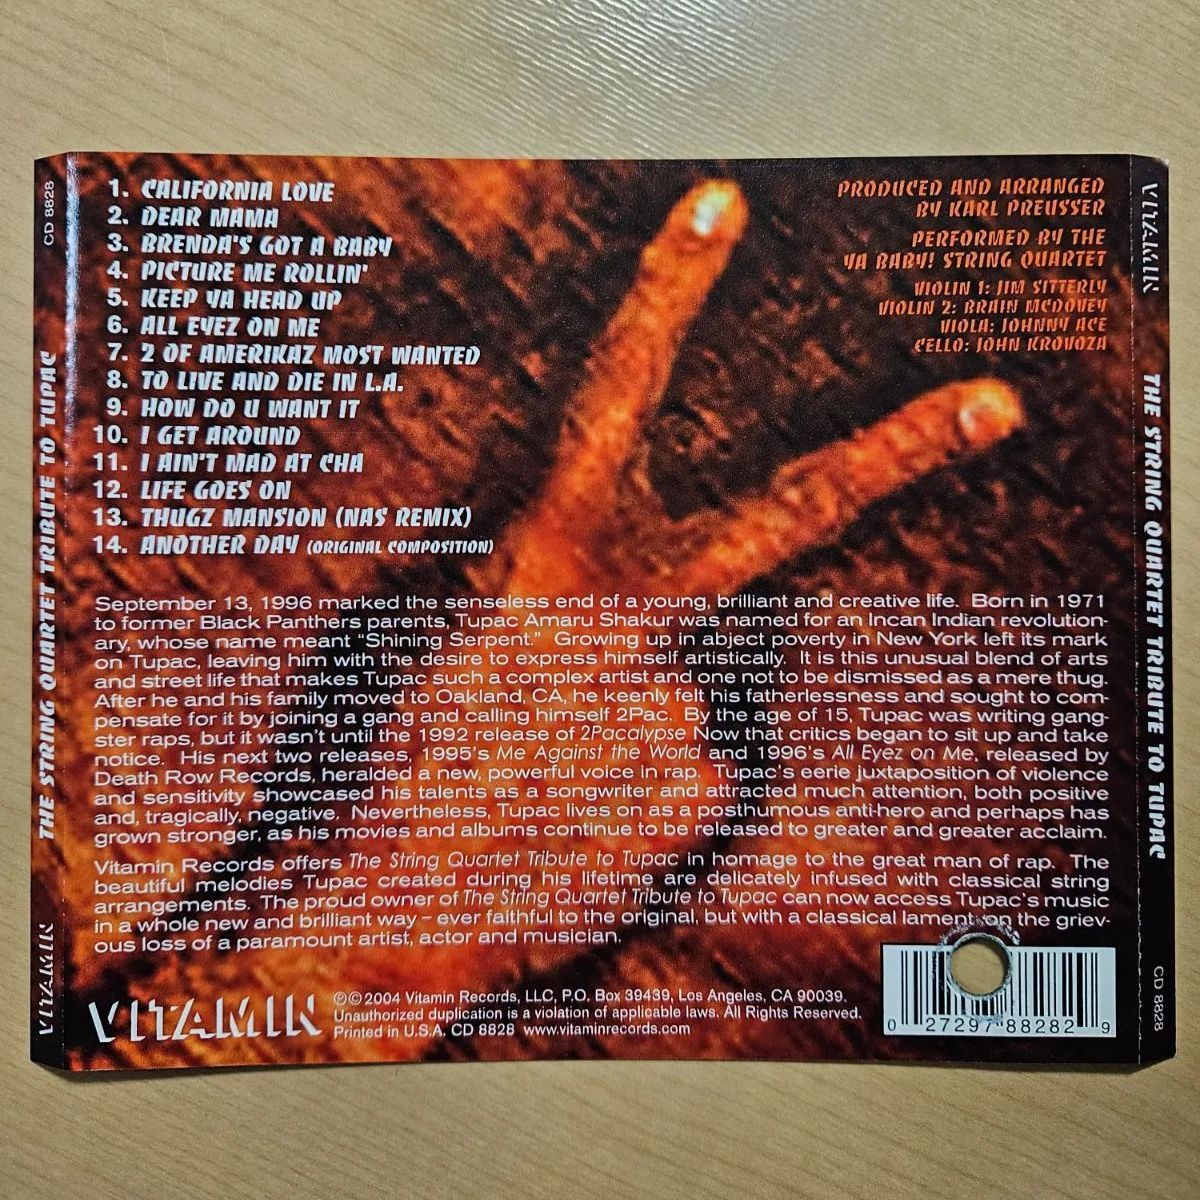 1. CALIFORNIA LOVE
2. DEAR MAMA
3. BRENDA'S GOT A BABY
4. PICTURE ME ROLLIN'
5. KEEP YA HEAD UP
6. ALL EYEZ ON ME
7. 2 OF AMERIKAZ MOST WANTED
8. TO LIVE AND DIE IN L.A.
9. HOW DO U WANT IT
10. I GET AROUND
11. I AIN'T MAD AT CHA
12. LIFE GOES ON
13. THUGZ MANSION (NAS REMIX)
14. ANOTHER DAY (ORIGINAL COMPOSITION)
PRODUCED AND ARRANGED
BY KARL PREUSSER
PERFORMED BY THE
YA BABY! STRING QUARTET
VIOLIN 1: JIM SITTERLY
VIOLIN 2: BRAIN MCDOVEY
VIOLA: JOHNNY ACE
CELLO: JOHN KROVOZA
September 13, 1996 marked the senseless end of a young, brilliant and creative life. Born in 1971
to former Black Panthers parents, Tupac Amaru Shakur was named for an Incan Indian revolution-
ary, whose name meant "Shining Serpent." Growing up in abject poverty in New York left its mark
on Tupac, leaving him with the desire to express himself artistically. It is this unusual blend of arts
and street life that makes Tupac such a complex artist and one not to be dismissed as a mere thug.
After he and his family moved to Oakland, CA, he keenly felt his fatherlessness and sought to com-
pensate for it by joining a gang and calling himself 2Pac. By the age of 15, Tupac was writing gang-
ster raps, but it wasn't until the 1992 release of 2Pacalypse Now that critics began to sit up and take
notice. His next two releases, 1995's Me Against the World and 1996's All Eyez on Me, released by
Death Row Records, heralded a new, powerful voice in rap. Tupac's eerie juxtaposition of violence
and sensitivity showcased his talents as a songwriter and attracted much attention, both positive
and, tragically, negative. Nevertheless, Tupac lives on as a posthumous anti-hero and perhaps has
grown stronger, as his movies and albums continue to be released to greater and greater acclaim.
Vitamin Records offers The String Quartet Tribute to Tupac in homage to the great man of rap. The
beautiful melodies Tupac created during his lifetime are delicately infused with classical string
arrangements. The proud owner of The String Quartet Tribute to Tupac can now access Tupac's music
in a whole new and brilliant way – ever faithful to the original, but with a classical lament on the griev-
ous loss of a paramount artist, actor and musician.
VITAMIN
℗©2004 Vitamin Records, LLC, P.O. Box 39439, Los Angeles, CA 90039.
Unauthorized duplication is a violation of applicable laws. All Rights Reserved.
Printed in U.S.A. CD 8828 www.vitaminrecords.com
0 27297 88282 9
CD 8828
THE STRING QUARTET TRIBUTE TO TUPAC
VITAMIN
VITAMIN
THE STRING QUARTET TRIBUTE TO TUPAC
CD 8828